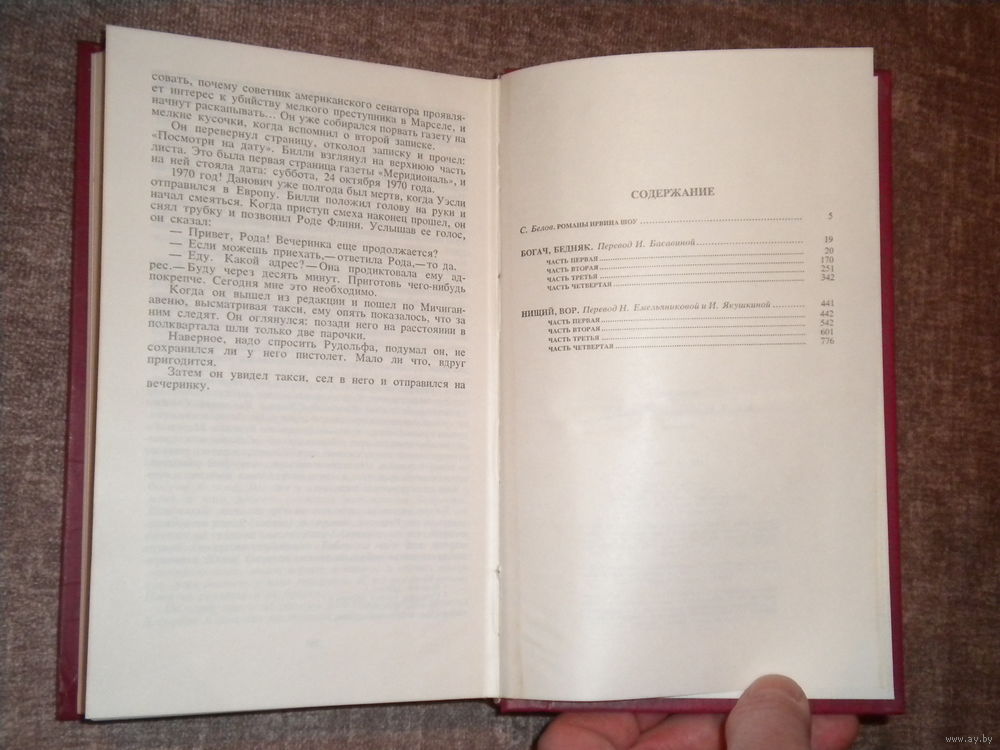 совать, почему советник американского сенатора проявля-
ет интерес к убийству мелкого преступника в Марселе, и
начнут раскапывать... Он уже собирался порвать газету на
мелкие кусочки, когда вспомнил о второй записке.
Он перевернул страницу, отколол записку и прочел:
«Посмотри на дату». Билли взглянул на верхнюю часть
листа. Это была первая страница газеты «Меридиональ», и
на ней стояла дата: суббота, 24 октября 1970 года.
1970 год! Данович уже полгода был мертв, когда Уэсли
отправился в Европу. Билли положил голову на руки и
начал смеяться. Когда приступ смеха наконец прошел, он
снял трубку и позвонил Роде Флинн. Услышав ее голос,
он сказал:
— Привет, Рода! Вечеринка еще продолжается?
— Если можешь приехать,— ответила Рода,— то да.
— Еду. Какой адрес?— Она продиктовала ему ад-
рес.— Буду через десять минут. Приготовь чего-нибудь
покрепче. Сегодня мне это необходимо.
Когда он вышел из редакции и пошел по Мичиган-
авеню, высматривая такси, ему опять показалось, что за
ним следят. Он оглянулся: позади него на расстоянии в
полквартала шли только две парочки.
Наверное, надо спросить Рудольфа, подумал он, не
сохранился ли у него пистолет. Мало ли что, вдруг
пригодится.
Затем он увидел такси, сел в него и отправился на
вечеринку.
СОДЕРЖАНИЕ
С. Белов. РОМАНЫ ИРВИНА ШОУ 5
БОГАЧ, БЕДНЯК. Перевод И. Басавиной 19
ЧАСТЬ ПЕРВАЯ 20
ЧАСТЬ ВТОРАЯ 170
ЧАСТЬ ТРЕТЬЯ 251
ЧАСТЬ ЧЕТВЕРТАЯ 342
НИЩИЙ, ВОР. Перевод Н. Емельяниковой и И. Якушкиной 441
ЧАСТЬ ПЕРВАЯ 442
ЧАСТЬ ВТОРАЯ 542
ЧАСТЬ ТРЕТЬЯ 601
ЧАСТЬ ЧЕТВЕРТАЯ 776
www.ay.by